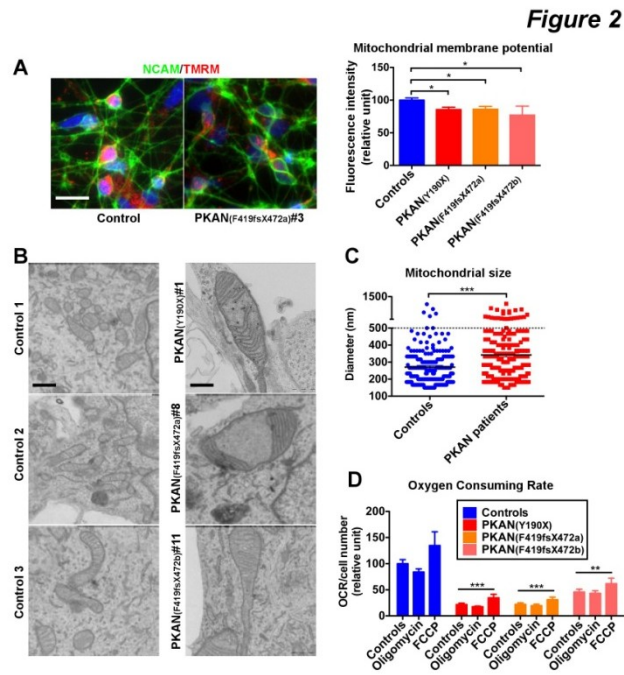 Figure 2
A
NCAM/TMRM
Control
PKAN(F419fsX472a)#3
Mitochondrial membrane potential
Fluorescence intensity
(relative unit)
150
100
50
0
*
*
*
Controls
PKAN(Y190X)
PKAN(F419fsX472a)
PKAN(F419fsX472b)
B
Control 1
PKAN(Y190X)#1
Control 2
PKAN(F419fsX472a)#8
Control 3
PKAN(F419fsX472b)#11
C
Mitochondrial size
***
Diameter (nm)
1500
500
500
400
300
200
100
Controls
PKAN patients
D
Oxygen Consuming Rate
OCR/cell number
(relative unit)
200
150
100
50
0
Controls
PKAN(Y190X)
PKAN(F419fsX472a)
PKAN(F419fsX472b)
***
***
**
Controls
Oligomycin
FCCP
Controls
Oligomycin
FCCP
Controls
Oligomycin
FCCP
Controls
Oligomycin
FCCP